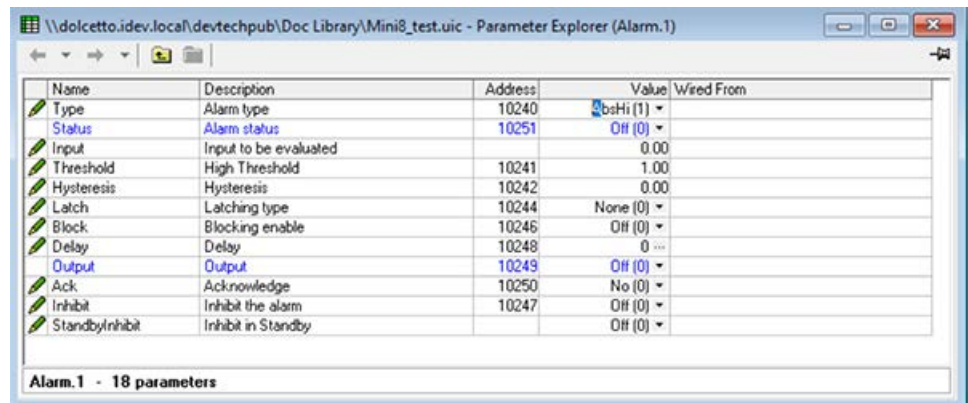 \\dolcetto.idev.local\devtechpub\Doc Library\Mini8_test.uic - Parameter Explorer (Alarm.1)
Name Description Address Value Wired From
Type Alarm type 10240 AbsHi (1)
Status Alarm status 10251 Off (0)
Input Input to be evaluated 0.00
Threshold High Threshold 10241 1.00
Hysteresis Hysteresis 10242 0.00
Latch Latching type 10244 None (0)
Block Blocking enable 10246 Off (0)
Delay Delay 10248 0 ...
Output Output 10249 Off (0)
Ack Acknowledge 10250 No (0)
Inhibit Inhibit the alarm 10247 Off (0)
StandbyInhibit Inhibit in Standby Off (0)
Alarm.1 - 18 parameters